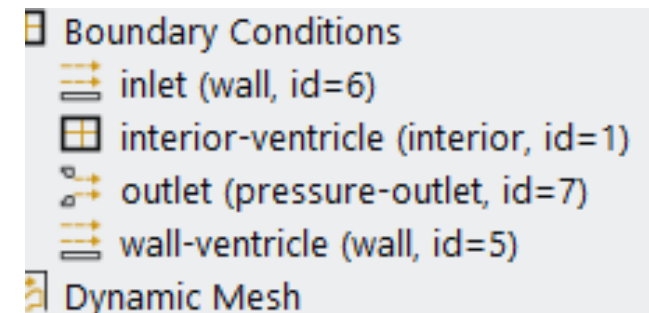 Boundary Conditions
inlet (wall, id=6)
interior-ventricle (interior, id=1)
outlet (pressure-outlet, id=7)
wall-ventricle (wall, id=5)
Dynamic Mesh